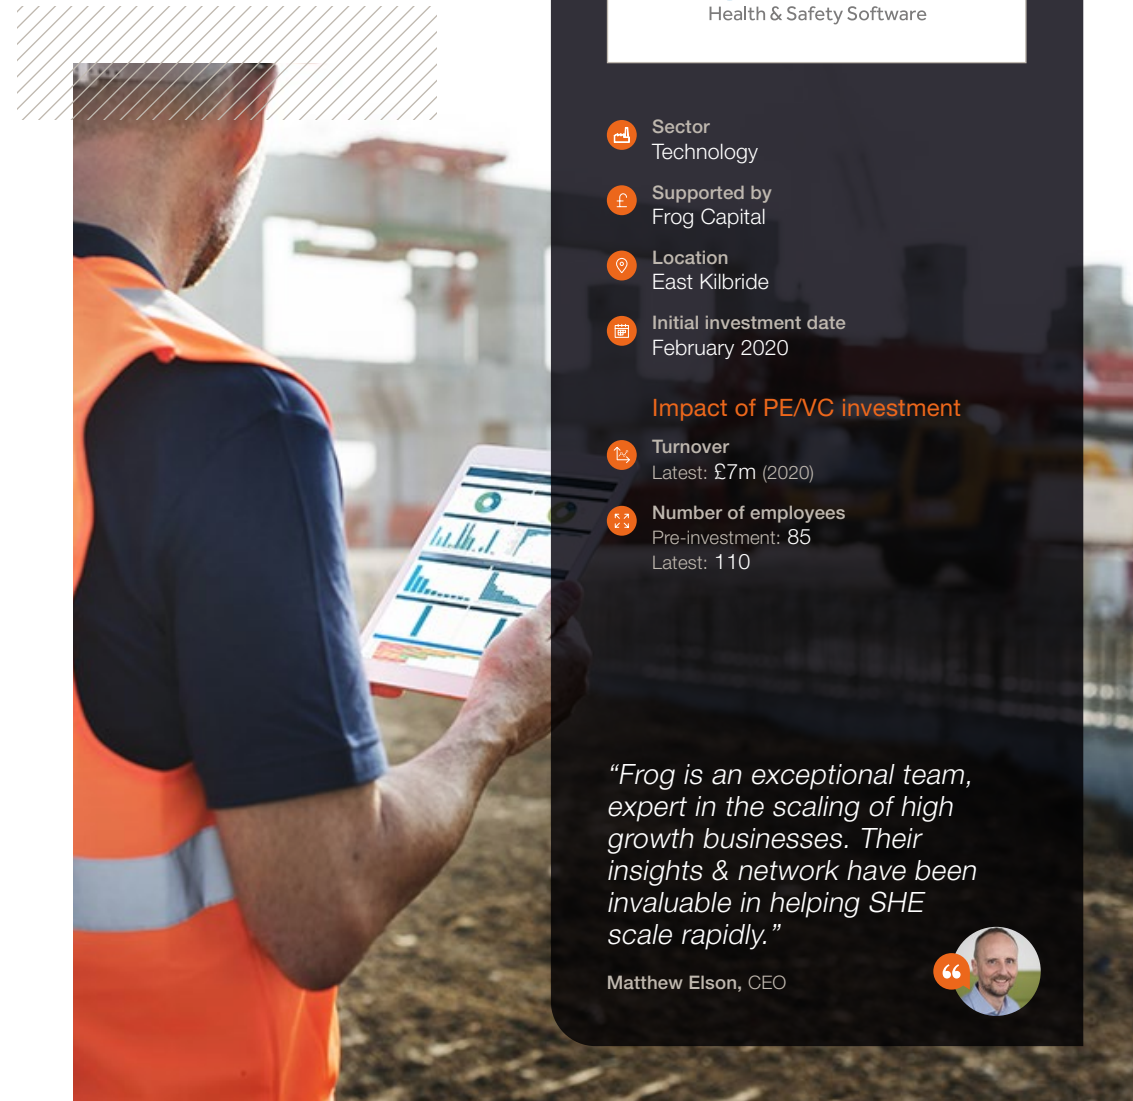 Health & Safety Software
Sector
Technology
Supported by
Frog Capital
Location
East Kilbride
Initial investment date
February 2020
Impact of PE/VC investment
Turnover
Latest: £7m (2020)
Number of employees
Pre-investment: 85
Latest: 110
“Frog is an exceptional team,
expert in the scaling of high
growth businesses. Their
insights & network have been
invaluable in helping SHE
scale rapidly.”
Matthew Elson, CEO